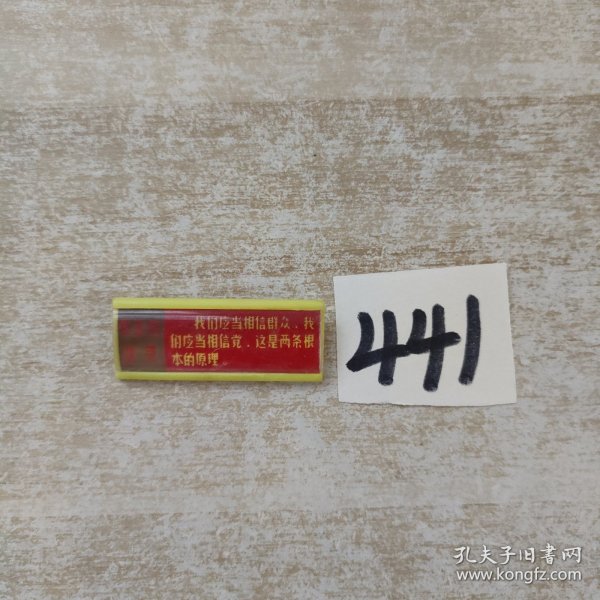 我们应当相信群众，我
们应当相信党，这是两条根
本的原理。
441
孔夫子旧書网
www.kongfz.com